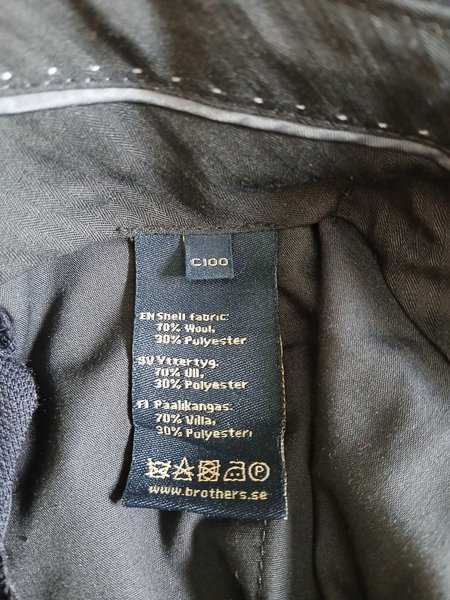 C100
EN Shell fabric:
70% Wool,
30% Polyester
SV Yttertyg:
70% Ull,
30% Polyester
FI Päälikangas:
70% Villa,
30% Polyesteri
www.brothers.se